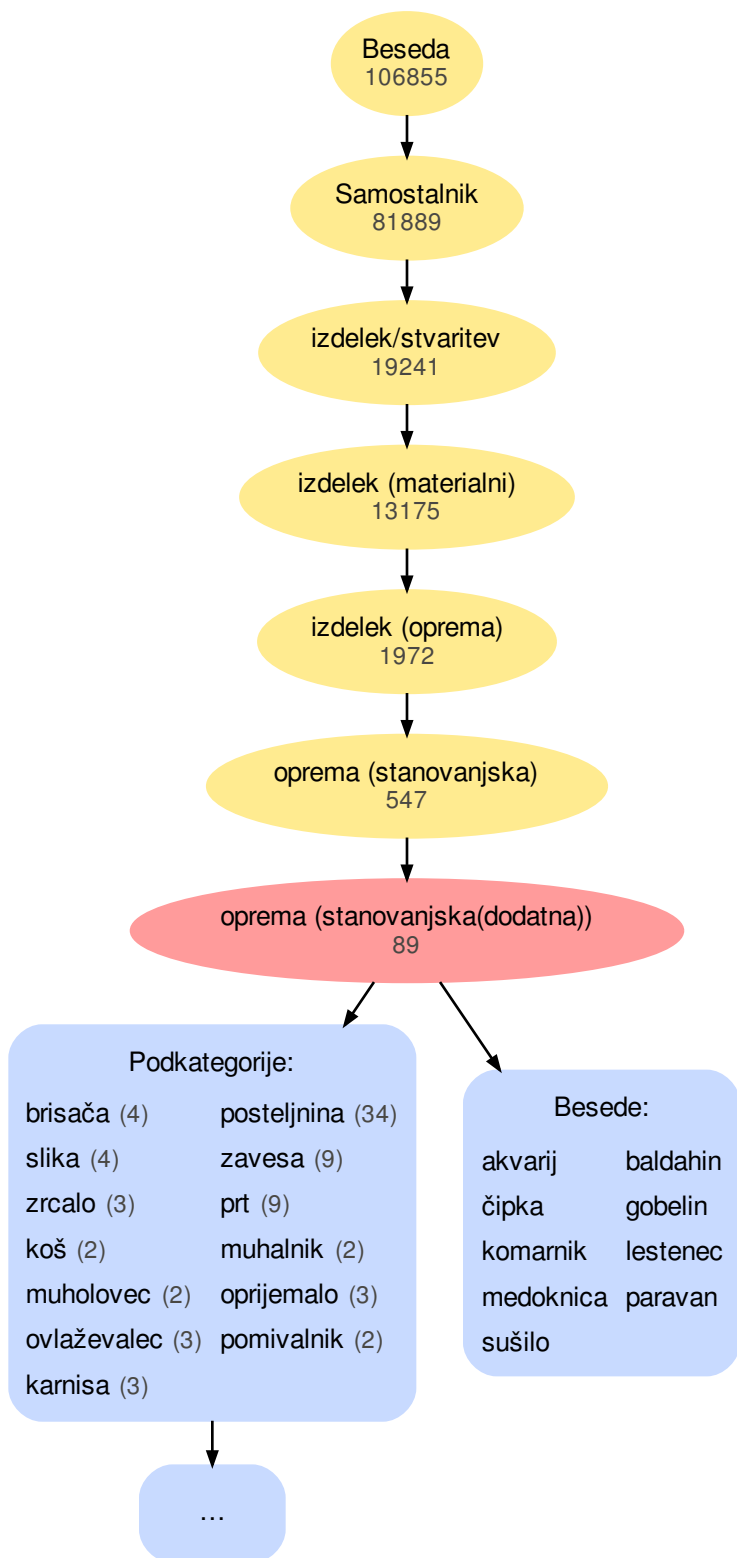 Beseda
106855
Samostalnik
81889
izdelek/stvaritev
19241
izdelek (materialni)
13175
izdelek (oprema)
1972
oprema (stanovanjska)
547
oprema (stanovanjska(dodatna))
89
Podkategorije:
brisača (4) posteljnina (34)
slika (4) zavesa (9)
zrcalo (3) prt (9)
koš (2) muhalnik (2)
muholovec (2) oprijemalo (3)
ovlaževalec (3) pomivalnik (2)
karnisa (3)
Besede:
akvarij baldahin
čipka gobelin
komarnik lestenec
medoknica paravan
sušilo
...